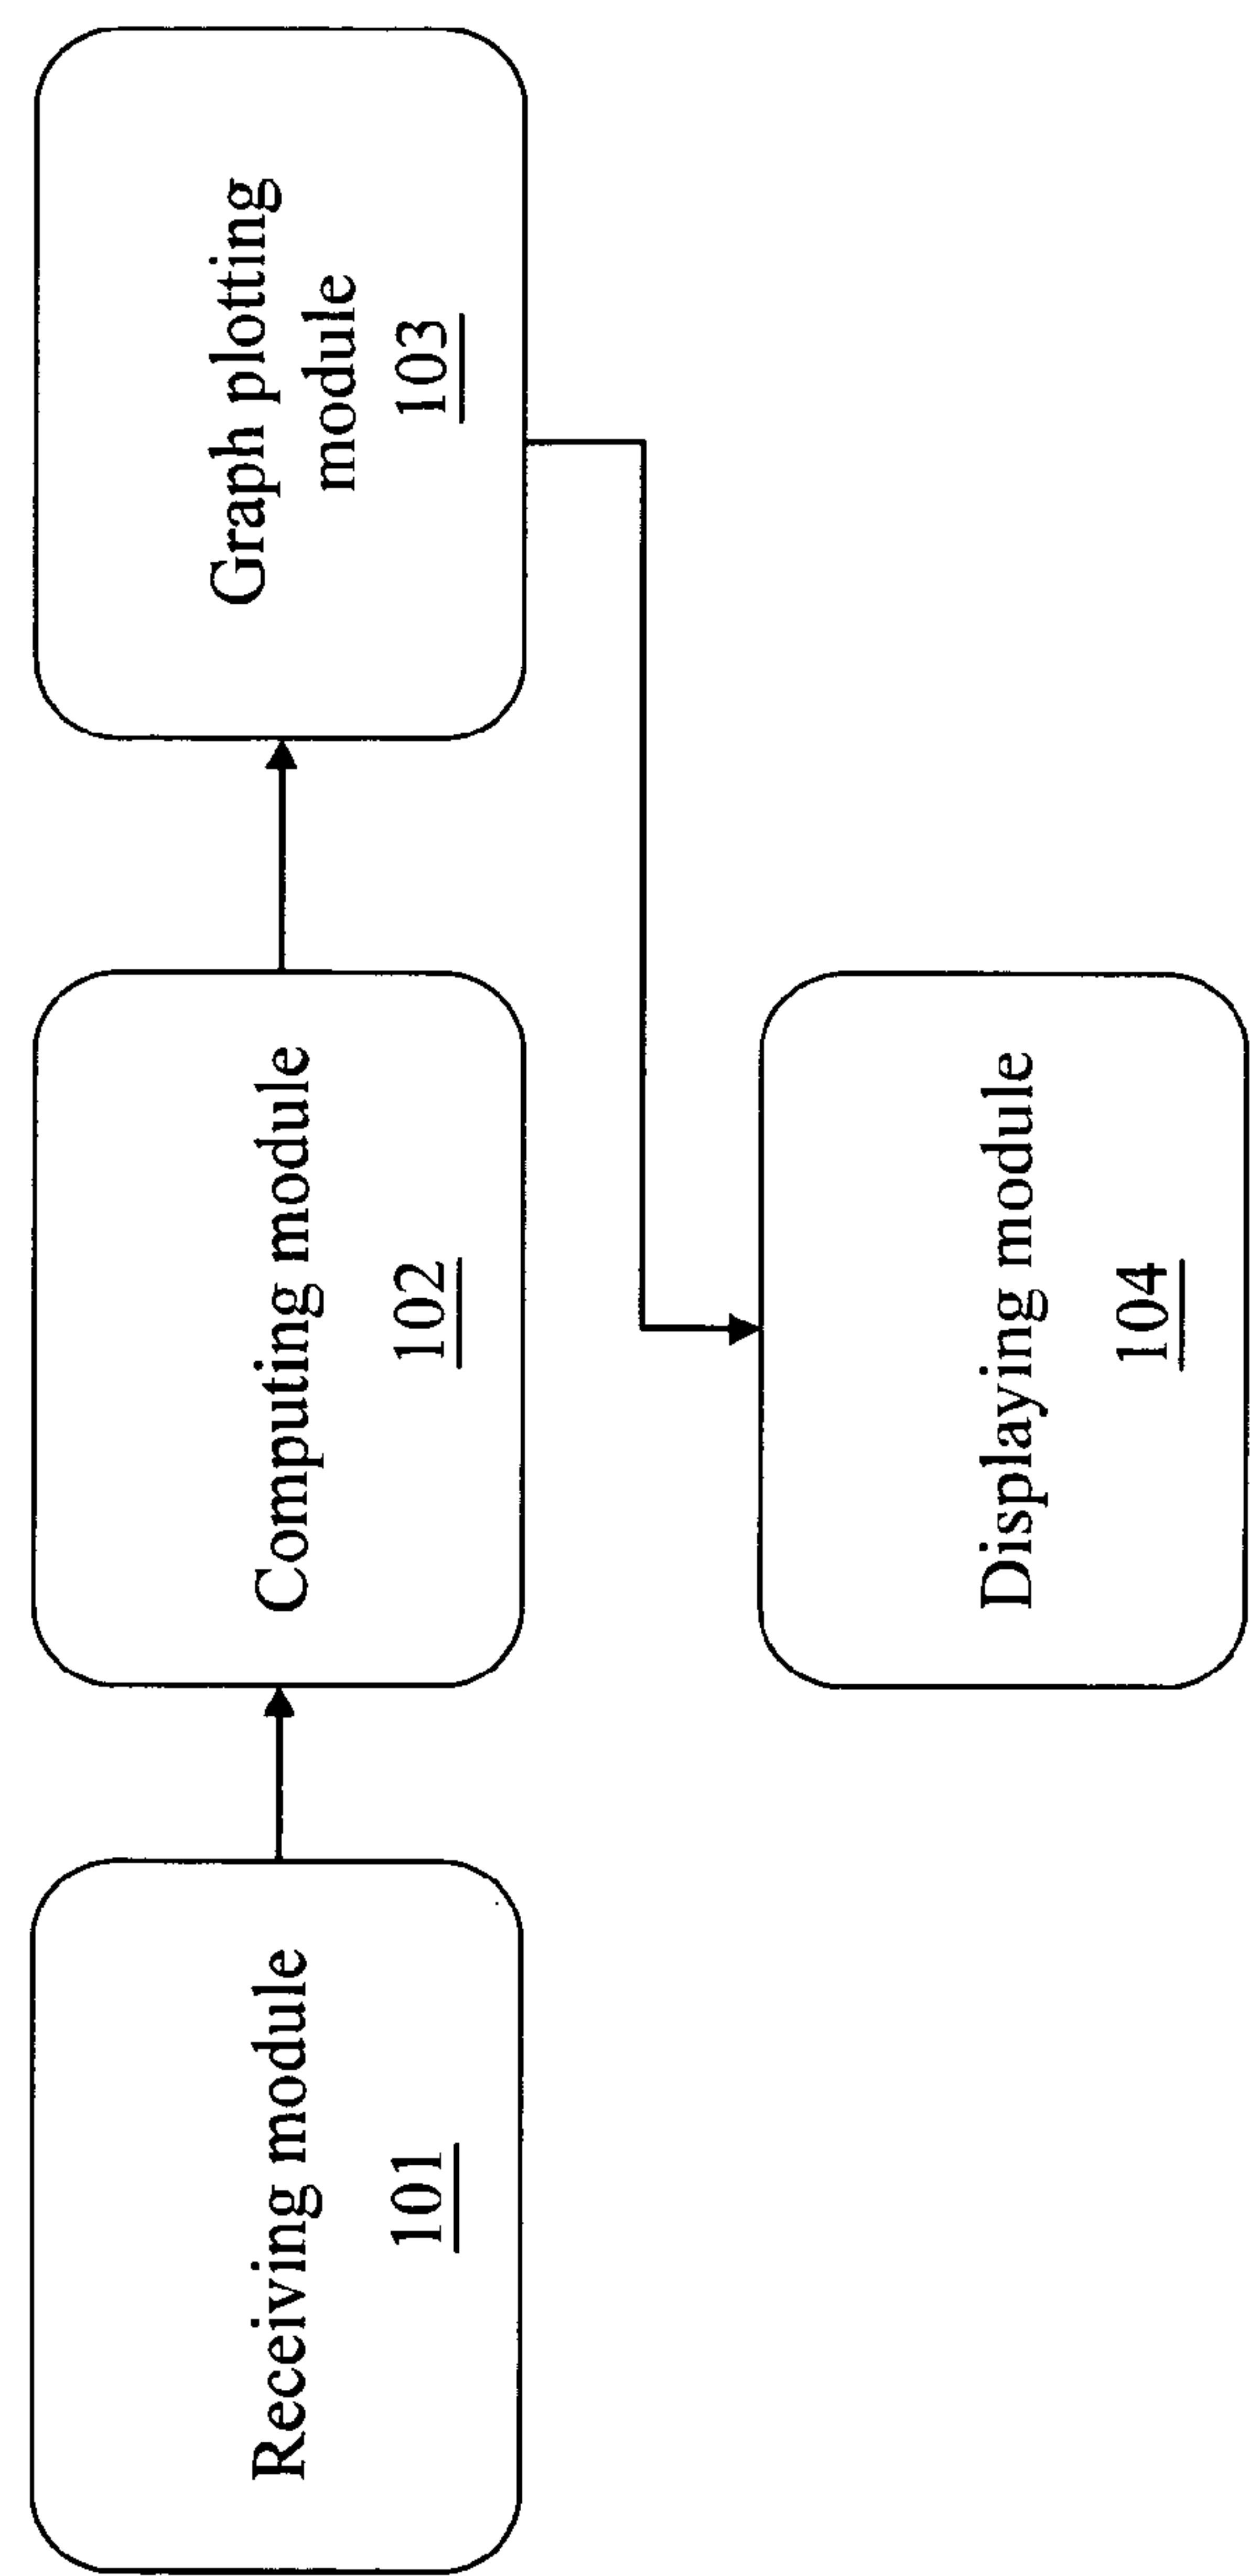 Receiving module
101
Computing module
102
Graph plotting
module
103
Displaying module
104